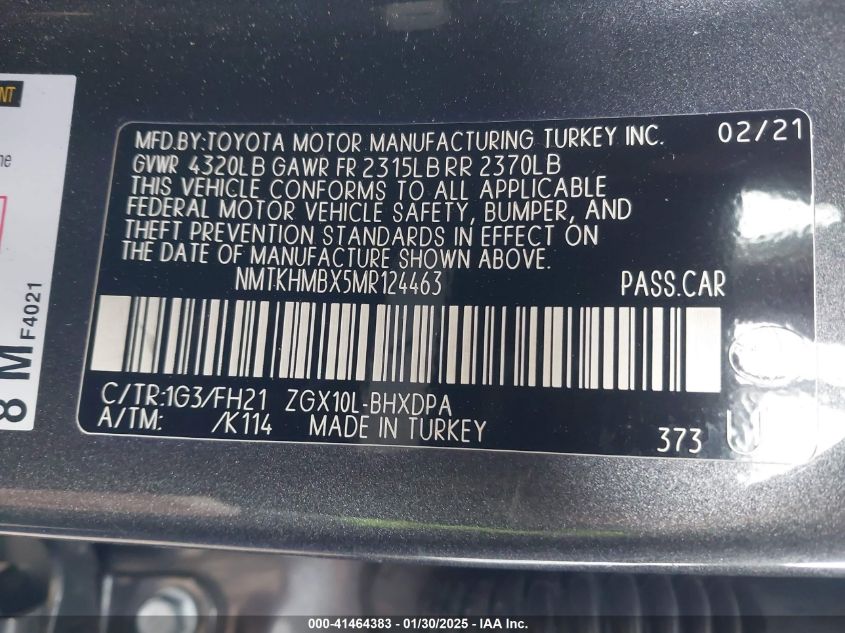 MFD.BY:TOYOTA MOTOR MANUFACTURING TURKEY INC. 02/21
GVWR 4320LB GAWR FR 2315LB RR 2370LB
THIS VEHICLE CONFORMS TO ALL APPLICABLE
FEDERAL MOTOR VEHICLE SAFETY, BUMPER, AND
THEFT PREVENTION STANDARDS IN EFFECT ON
THE DATE OF MANUFACTURE SHOWN ABOVE.
NMTKHMBX5MR124463 PASS.CAR
C/TR:1G3/FH21 ZGX10L-BHXDPA
A/TM: /K114 MADE IN TURKEY 373
NT
ne
8 M
F4021
000-41464383 - 01/30/2025 - IAA Inc.